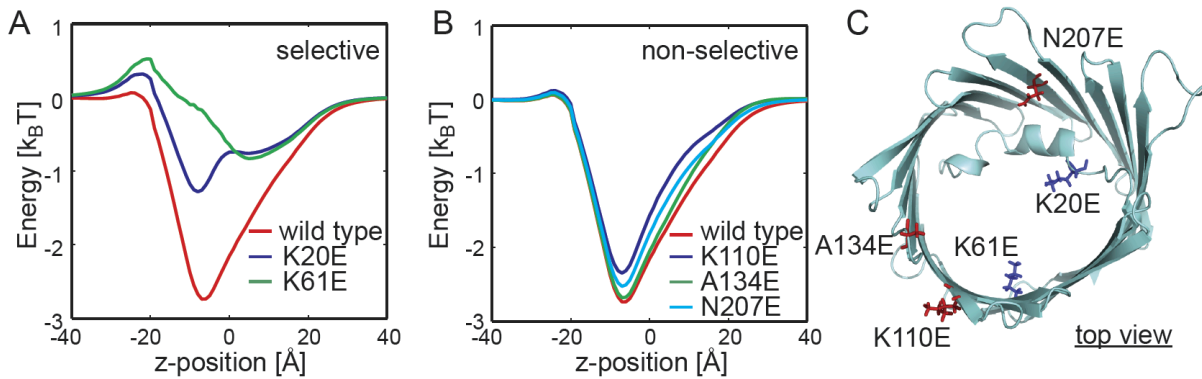 A
Energy [kBT]
1
0
-1
-2
-3
selective
wild type
K20E
K61E
-40
-20
0
20
40
z-position [Å]
B
Energy [kBT]
1
0
-1
-2
-3
non-selective
wild type
K110E
A134E
N207E
-40
-20
0
20
40
z-position [Å]
C
N207E
K20E
A134E
K61E
K110E
top view